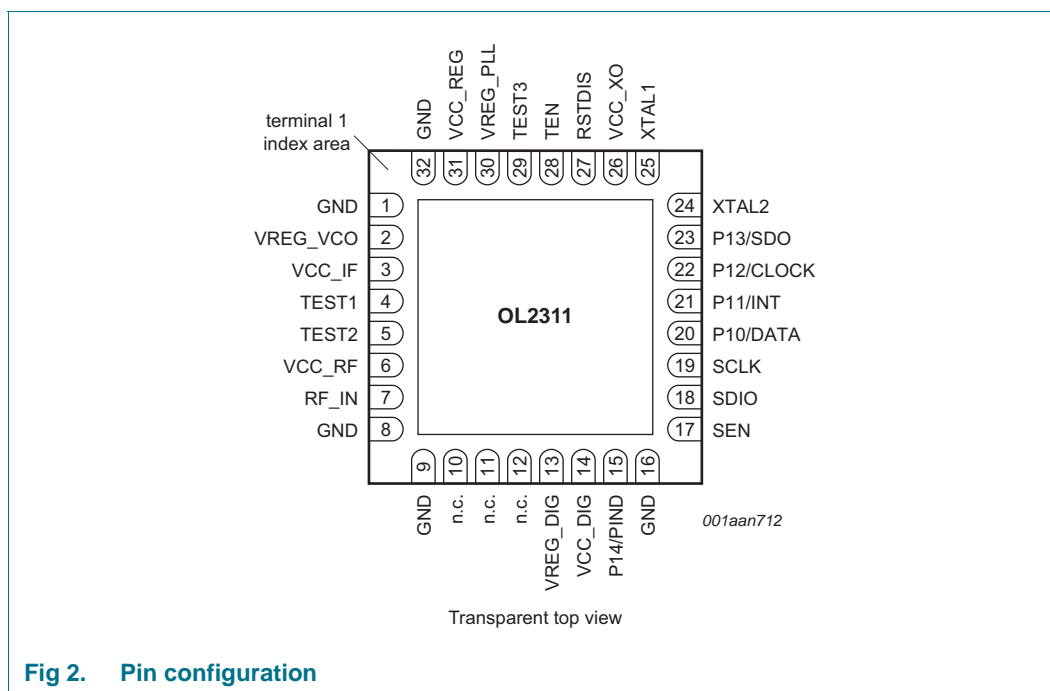 GND
VCC_REG
VREG_PLL
TEST3
TEN
RSTDIS
VCC_XO
XTAL1
terminal 1
index area
32
31
30
29
28
27
26
25
GND 1
VREG_VCO 2
VCC_IF 3
TEST1 4
TEST2 5
VCC_RF 6
RF_IN 7
GND 8
OL2311
24 XTAL2
23 P13/SDO
22 P12/CLOCK
21 P11/INT
20 P10/DATA
19 SCLK
18 SDIO
17 SEN
9
10
11
12
13
14
15
16
GND
n.c.
n.c.
n.c.
VREG_DIG
VCC_DIG
P14/PIND
GND
001aan712
Transparent top view
Fig 2. Pin configuration